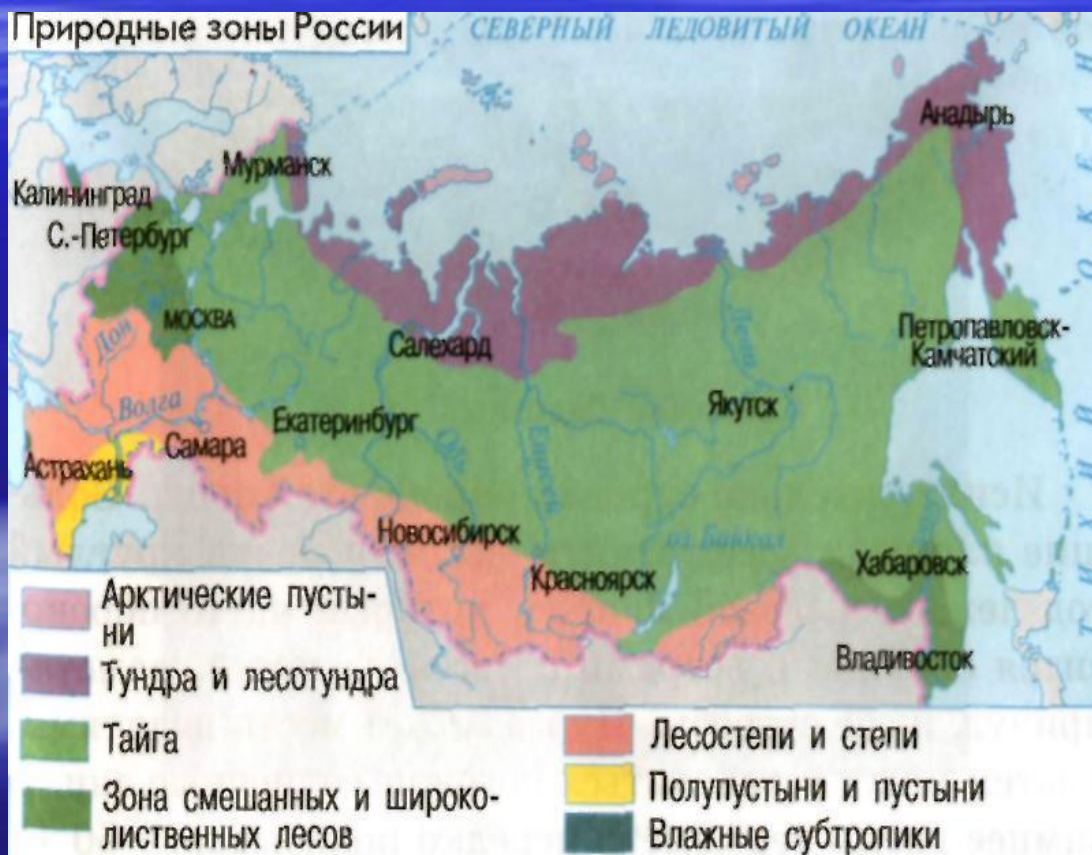 Природные зоны России
СЕВЕРНЫЙ ЛЕДОВИТЫЙ ОКЕАН
Анадырь
Мурманск
Калининград
С.-Петербург
МОСКВА
Дон
Салехард
Лена
Петропавловск-
Камчатский
Якутск
Волга
Екатеринбург
Самара
Обь
Енисей
Астрахань
Новосибирск
оз. Байкал
Хабаровск
Красноярск
Владивосток
Арктические пусты-
ни
Тундра и лесотундра
Тайга
Зона смешанных и широко-
лиственных лесов
Лесостепи и степи
Полупустыни и пустыни
Влажные субтропики